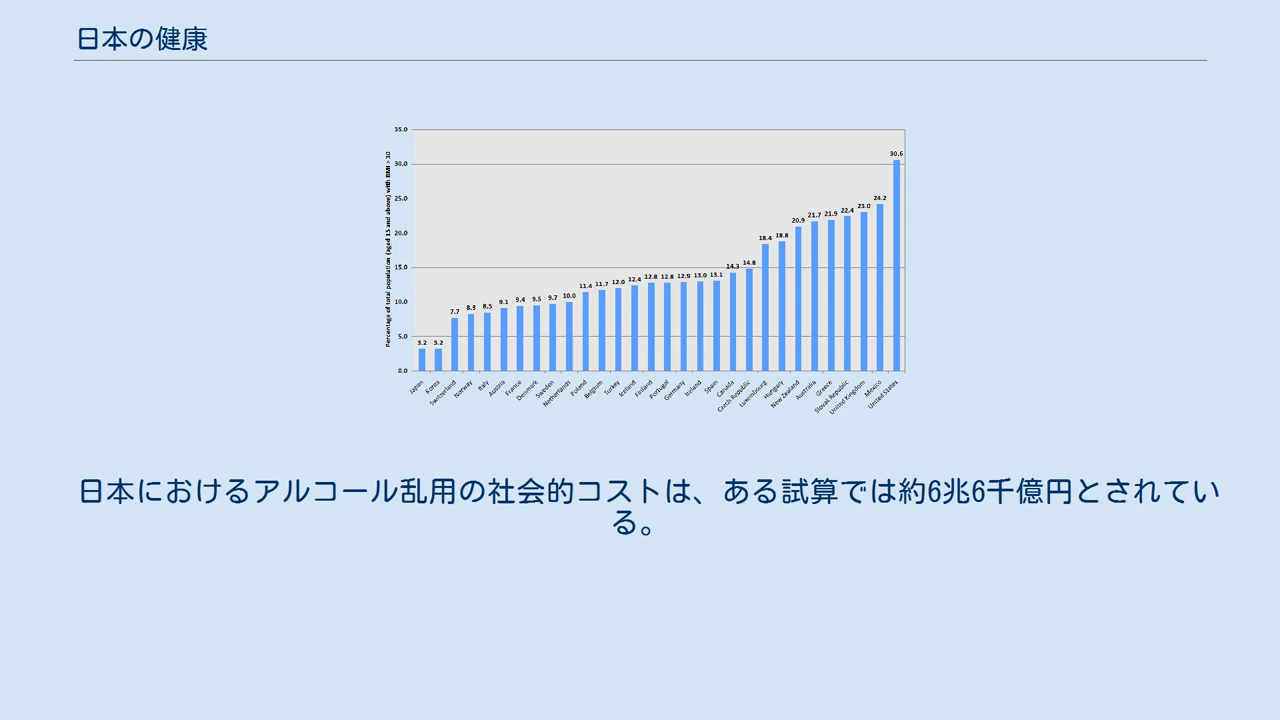 日本の健康
Percentage of total population (aged 15 and above) with BMI > 30
35.0
30.0
25.0
20.0
15.0
10.0
5.0
0.0
3.2 3.2 7.7 8.3 8.5 9.1 9.4 9.5 9.7 10.0 11.4 11.7 12.0 12.4 12.8 12.8 12.9 13.0 13.1 14.3 14.8 18.4 18.8 20.9 21.7 21.9 22.4 23.0 24.2 30.6
Japan Korea Switzerland Norway Italy Austria France Denmark Sweden Netherlands Poland Belgium Turkey Iceland Finland Portugal Germany Ireland Spain Canada Czech Republic Luxembourg Hungary New Zealand Australia Greece Slovak Republic United Kingdom Mexico United States
日本におけるアルコール乱用の社会的コストは、ある試算では約6兆6千億円とされてい
る。